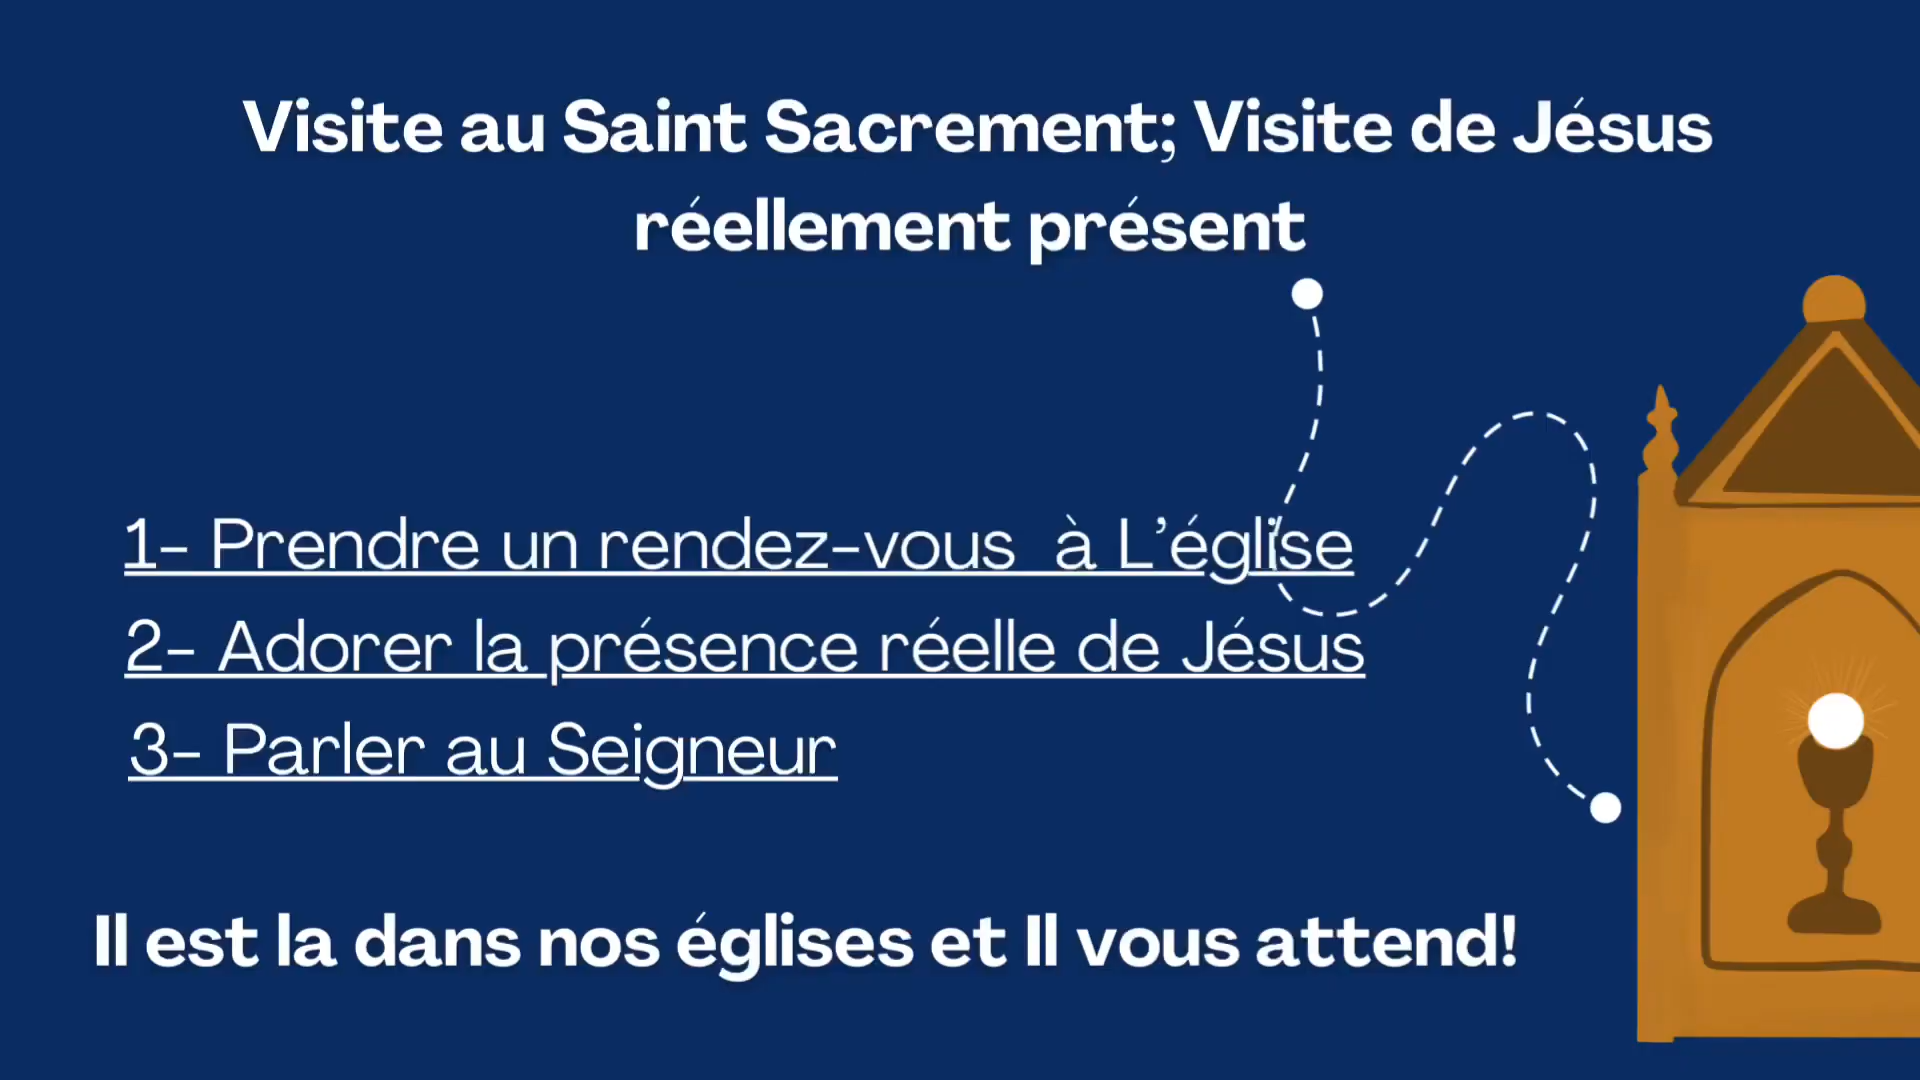 Visite au Saint Sacrement; Visite de Jésus
réellement présent
1- Prendre un rendez-vous  à L’église
2- Adorer la présence réelle de Jésus
3- Parler au Seigneur
Il est la dans nos églises et Il vous attend!